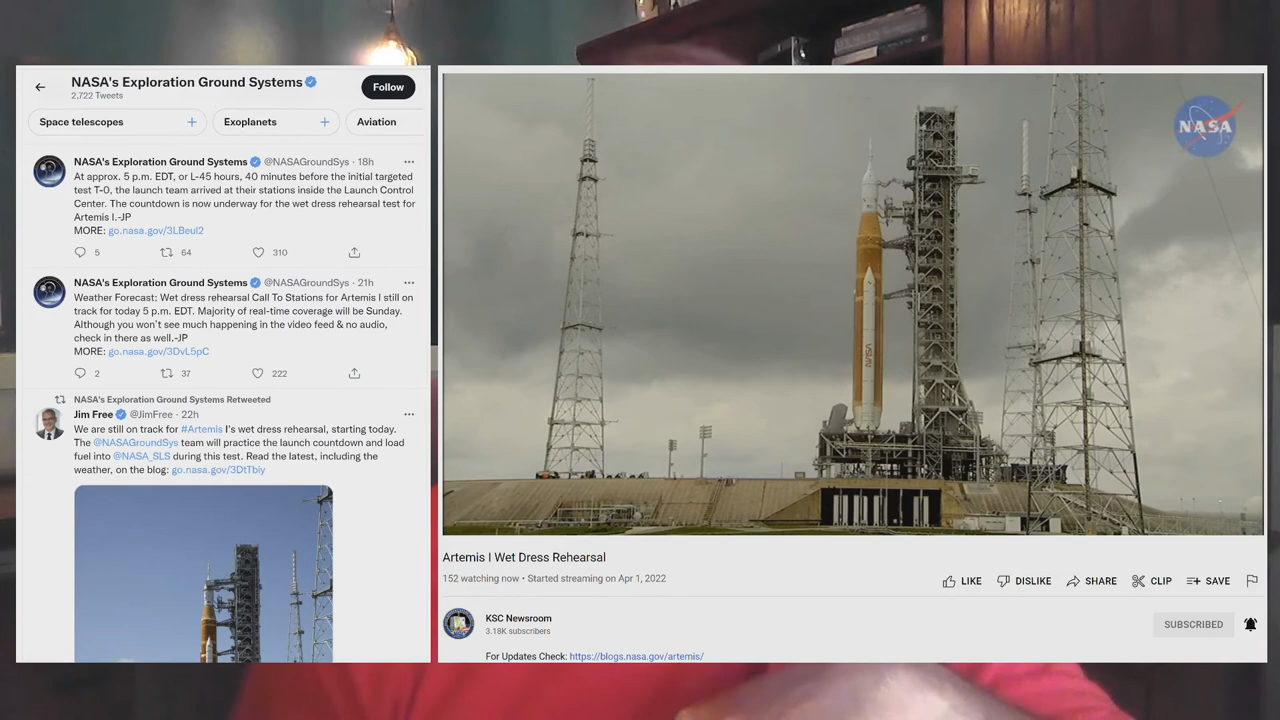 NASA's Exploration Ground Systems
2,722 Tweets
Follow
Space telescopes +
Exoplanets +
Aviation
NASA's Exploration Ground Systems @NASAGroundSys · 18h
At approx. 5 p.m. EDT, or L-45 hours, 40 minutes before the initial targeted
test T-0, the launch team arrived at their stations inside the Launch Control
Center. The countdown is now underway for the wet dress rehearsal test for
Artemis I.-JP
MORE: go.nasa.gov/3LBeul2
5 64 310
NASA's Exploration Ground Systems @NASAGroundSys · 21h
Weather Forecast: Wet dress rehearsal Call To Stations for Artemis I still on
track for today 5 p.m. EDT. Majority of real-time coverage will be Sunday.
Although you won't see much happening in the video feed & no audio,
check in there as well.-JP
MORE: go.nasa.gov/3DvL5pC
2 37 222
NASA's Exploration Ground Systems Retweeted
Jim Free @JimFree · 22h
We are still on track for #Artemis I's wet dress rehearsal, starting today.
The @NASAGroundSys team will practice the launch countdown and load
fuel into @NASA_SLS during this test. Read the latest, including the
weather, on the blog: go.nasa.gov/3DtTbiy
NASA
NASA
Artemis I Wet Dress Rehearsal
152 watching now • Started streaming on Apr 1, 2022
LIKE DISLIKE SHARE CLIP SAVE
KSC Newsroom
3.18K subscribers
SUBSCRIBED
For Updates Check: https://blogs.nasa.gov/artemis/